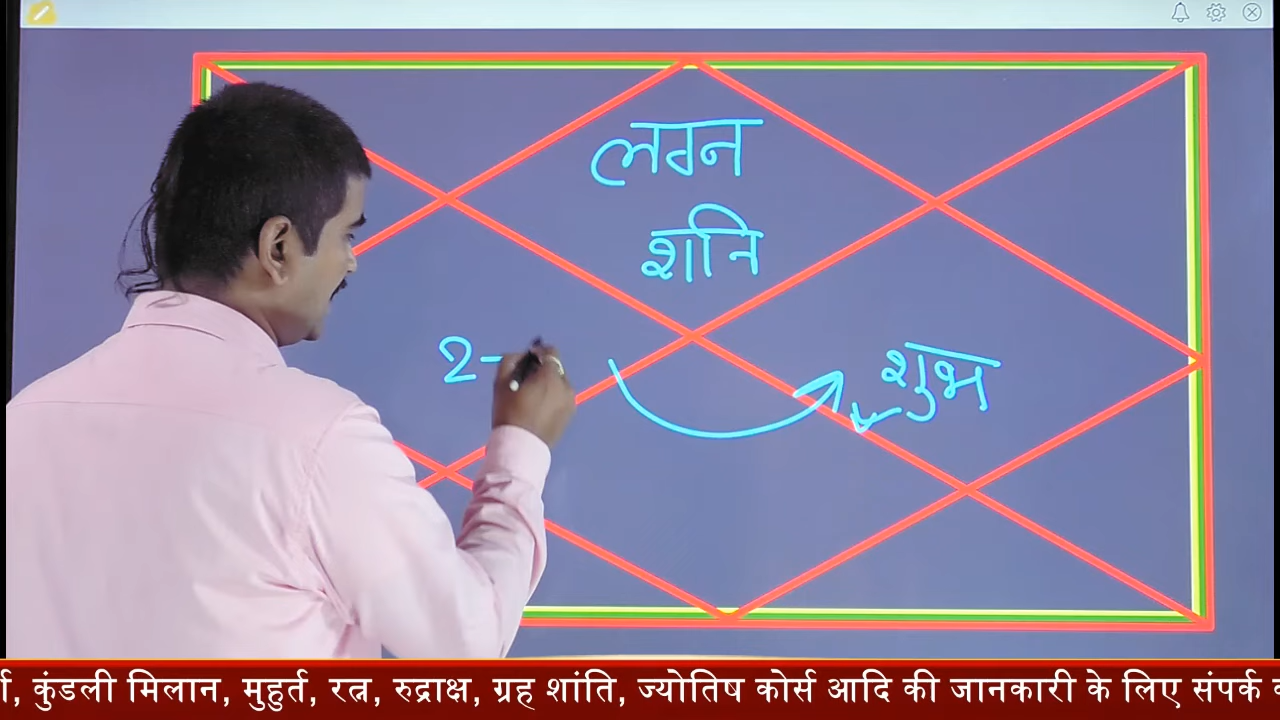 लग्न
शनि
2-
शुभ
र्ता, कुंडली मिलान, मुहुर्त, रत्न, रुद्राक्ष, ग्रह शांति, ज्योतिष कोर्स आदि की जानकारी के लिए संपर्क